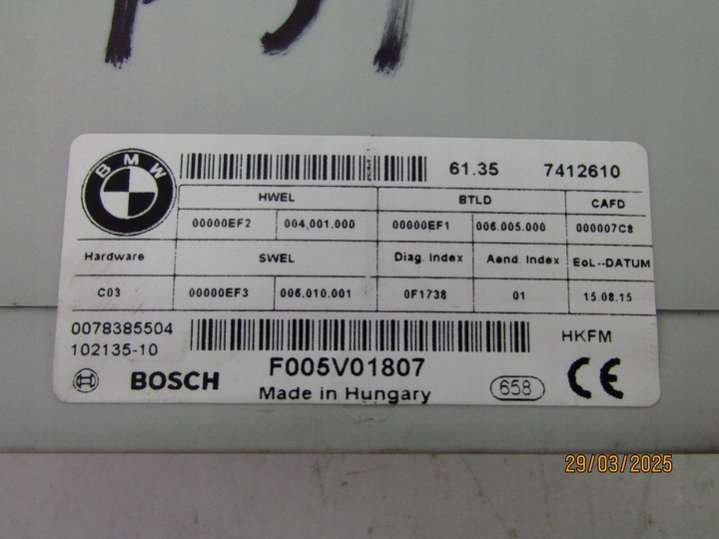 BMW
61.35 7412610
HWEL BTLD CAFD
00000EF2 004.001.000 00000EF1 006.005.000 000007C8
Hardware SWEL Diag. Index Aend. Index EoL--DATUM
C03 00000EF3 006.010.001 0F1738 01 15.08.15
0078385504
102135-10
HKFM
F005V01807
BOSCH
Made in Hungary
658
CE
29/03/2025